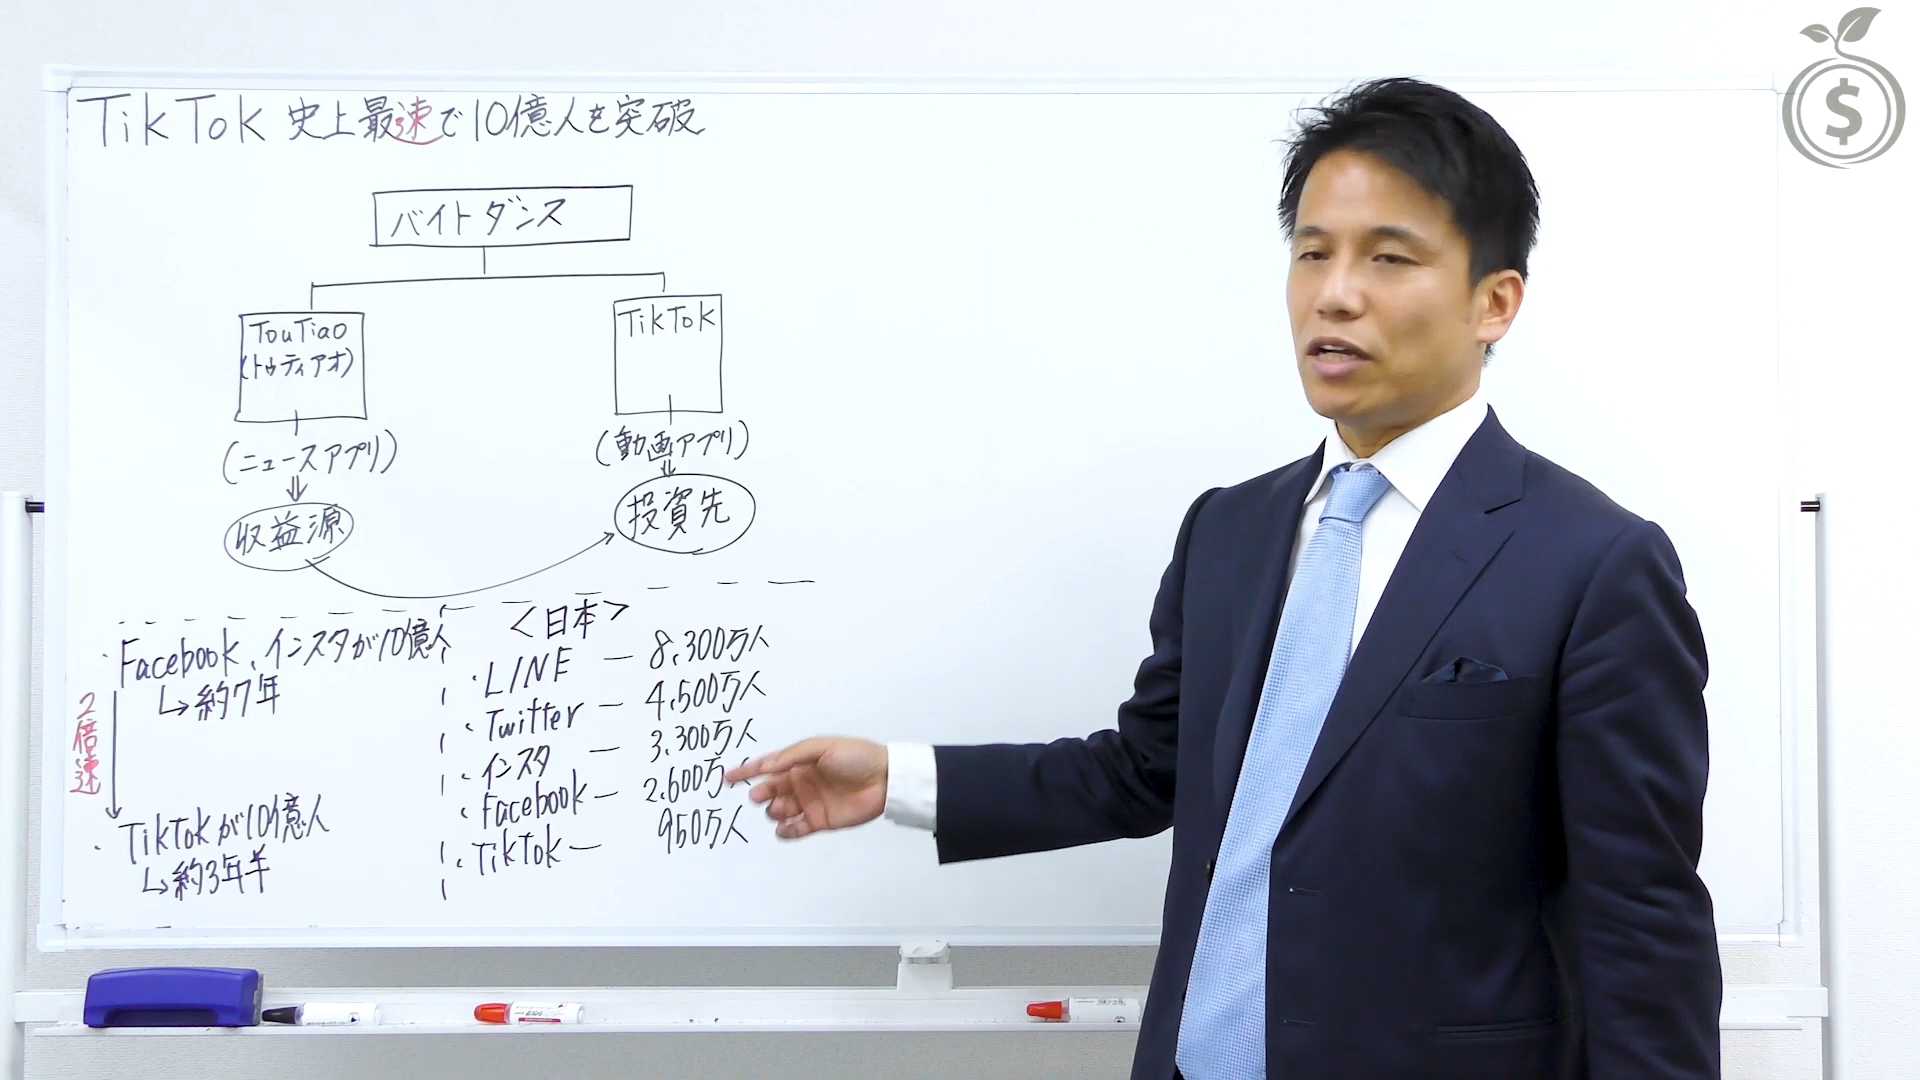 TikTok 史上最速で10億人を突破
バイトダンス
TouTiao
(トゥティアオ)
(ニュースアプリ)
収益源
TikTok
(動画アプリ)
投資先
・Facebook、インスタが10億人
↳約7年
2倍速
・TikTokが10億人
↳約3年半
<日本>
・LINE — 8,300万人
・Twitter — 4,500万人
・インスタ — 3,300万人
・Facebook — 2,600万人
・TikTok — 950万人
$